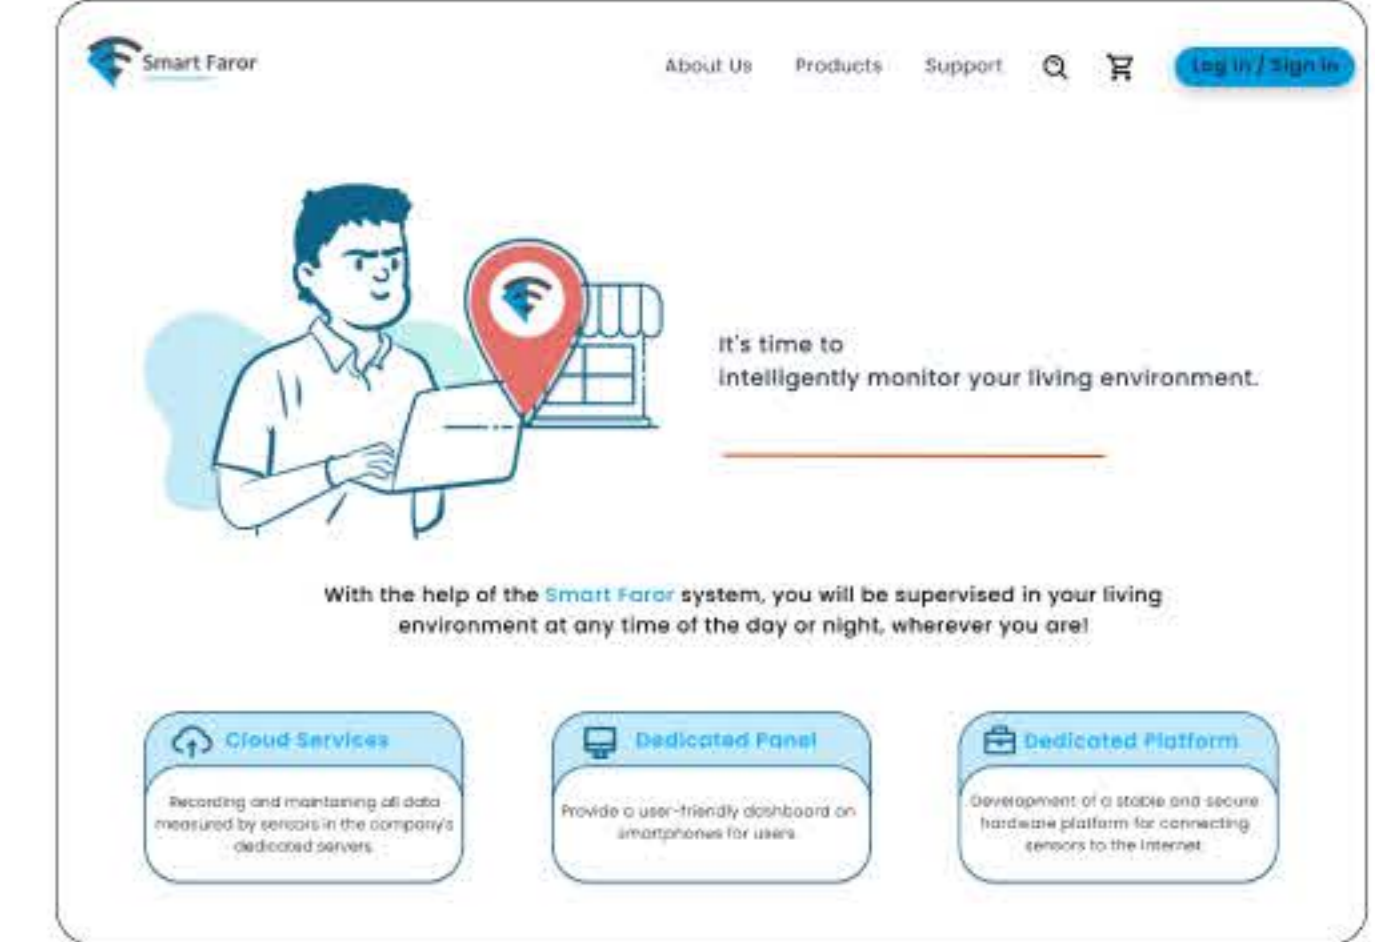 Smart Faror
About Us
Products
Support
Log in / Sign in
It's time to
intelligently monitor your living environment.
With the help of the Smart Faror system, you will be supervised in your living
environment at any time of the day or night, wherever you are!
Cloud Services
Recording and maintaining all data
measured by sensors in the company's
dedicated servers
Dedicated Panel
Provide a user-friendly dashboard on
smartphones for users
Dedicated Platform
Development of a stable and secure
hardware platform for connecting
sensors to the Internet